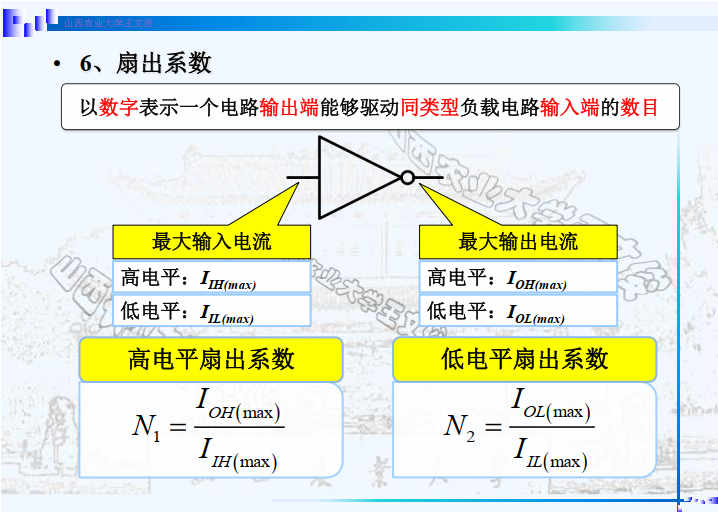 山西农业大学王文俊
• 6、扇出系数
以数字表示一个电路输出端能够驱动同类型负载电路输入端的数目
最大输入电流
高电平：I_{IH(max)}
低电平：I_{IL(max)}
最大输出电流
高电平：I_{OH(max)}
低电平：I_{OL(max)}
高电平扇出系数
N_1 = I_{OH(max)} / I_{IH(max)}
低电平扇出系数
N_2 = I_{OL(max)} / I_{IL(max)}